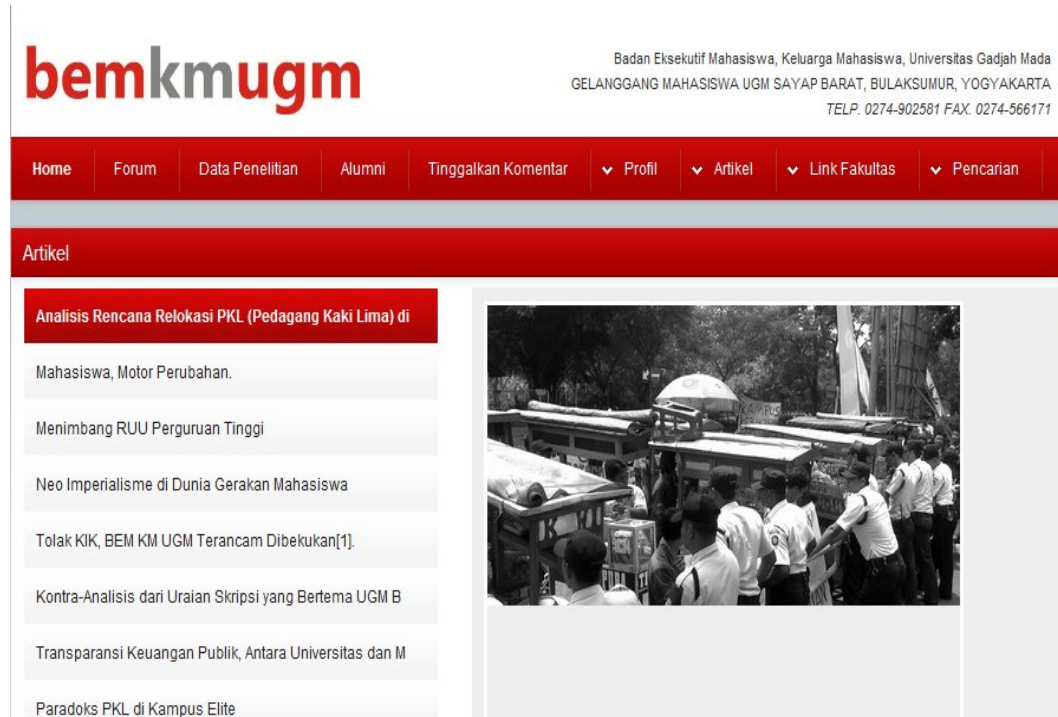 bemkmugm
Badan Eksekutif Mahasiswa, Keluarga Mahasiswa, Universitas Gadjah Mada
GELANGGANG MAHASISWA UGM SAYAP BARAT, BULAKSUMUR, YOGYAKARTA
TELP. 0274-902581 FAX. 0274-566171
Home Forum Data Penelitian Alumni Tinggalkan Komentar Profil Artikel Link Fakultas Pencarian
Artikel
Analisis Rencana Relokasi PKL (Pedagang Kaki Lima) di
Mahasiswa, Motor Perubahan.
Menimbang RUU Perguruan Tinggi
Neo Imperialisme di Dunia Gerakan Mahasiswa
Tolak KIK, BEM KM UGM Terancam Dibekukan[1].
Kontra-Analisis dari Uraian Skripsi yang Bertema UGM B
Transparansi Keuangan Publik, Antara Universitas dan M
Paradoks PKL di Kampus Elite
KAMPUS